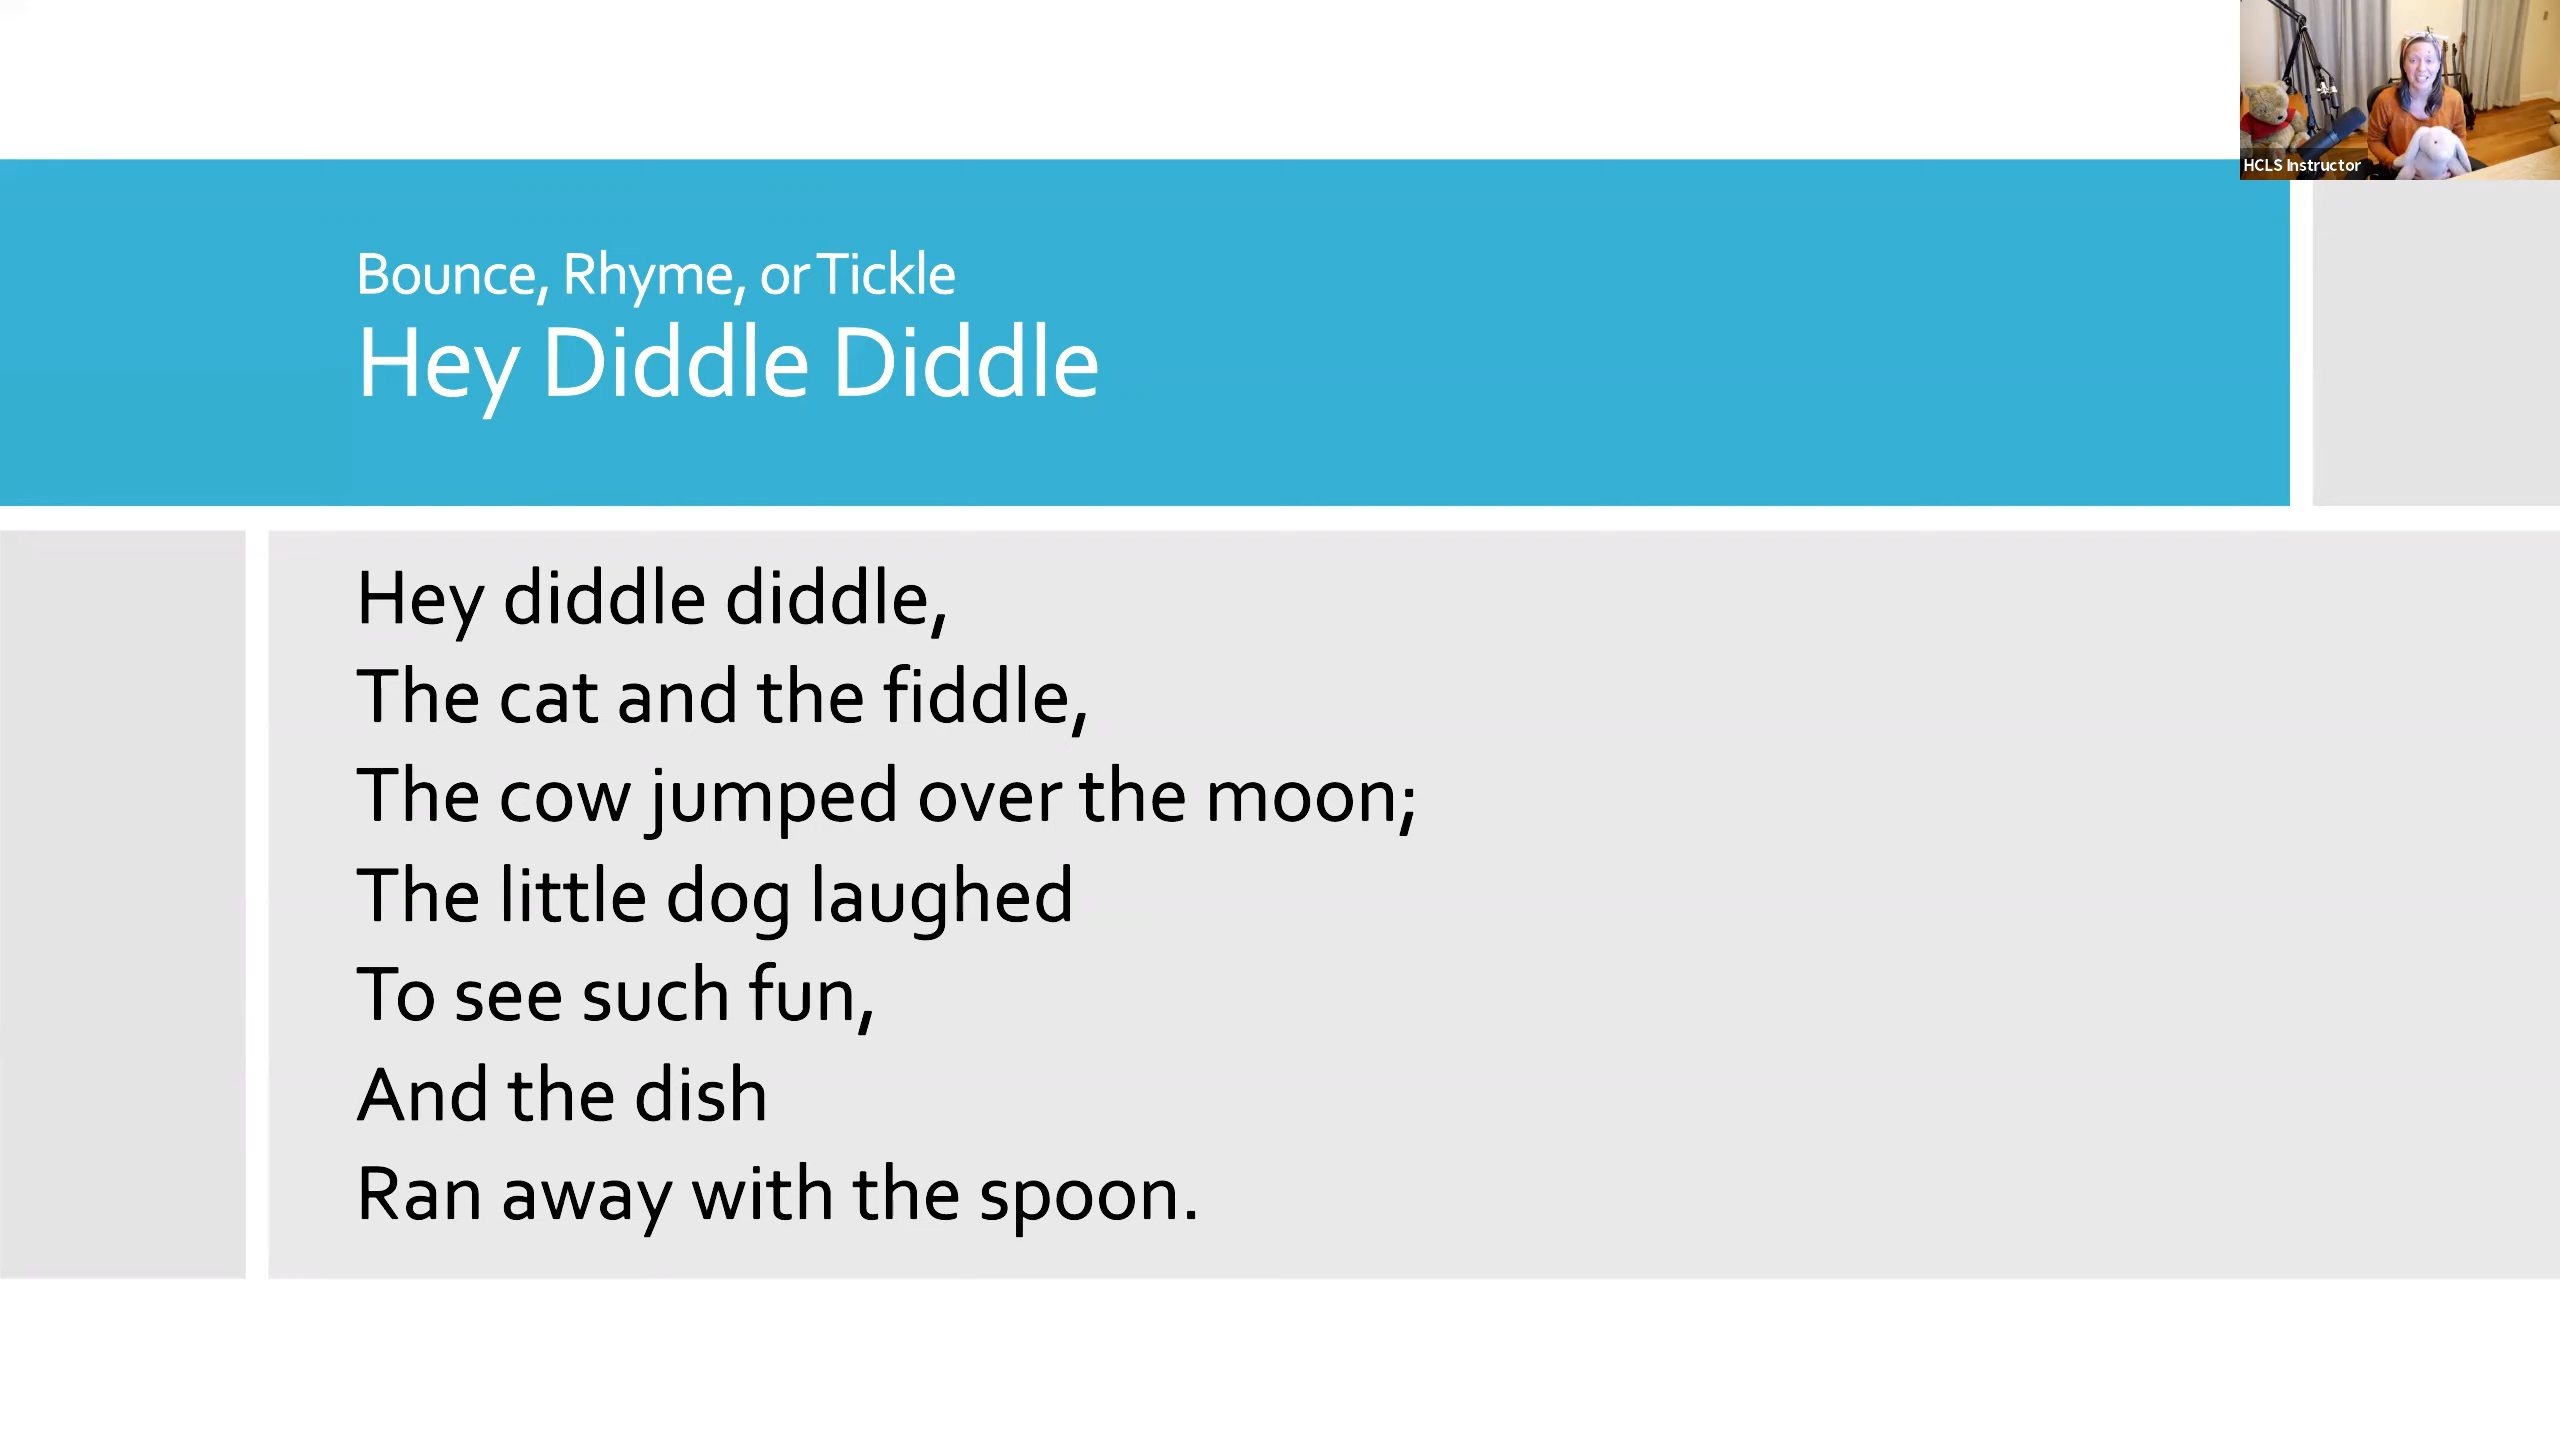 HCLS Instructor
Bounce, Rhyme, or Tickle
Hey Diddle Diddle
Hey diddle diddle,
The cat and the fiddle,
The cow jumped over the moon;
The little dog laughed
To see such fun,
And the dish
Ran away with the spoon.